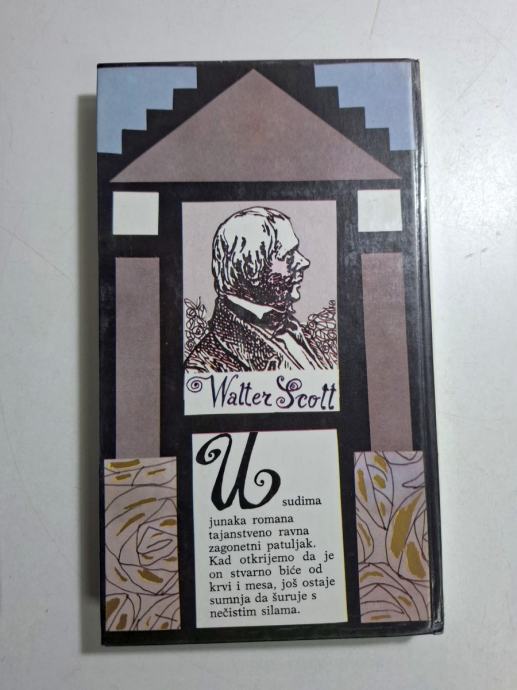 Walter Scott
U sudima
junaka romana
tajanstveno ravna
zagonetni patuljak.
Kad otkrijemo da je
on stvarno biće od
krvi i mesa, još ostaje
sumnja da šuruje s
nečistim silama.